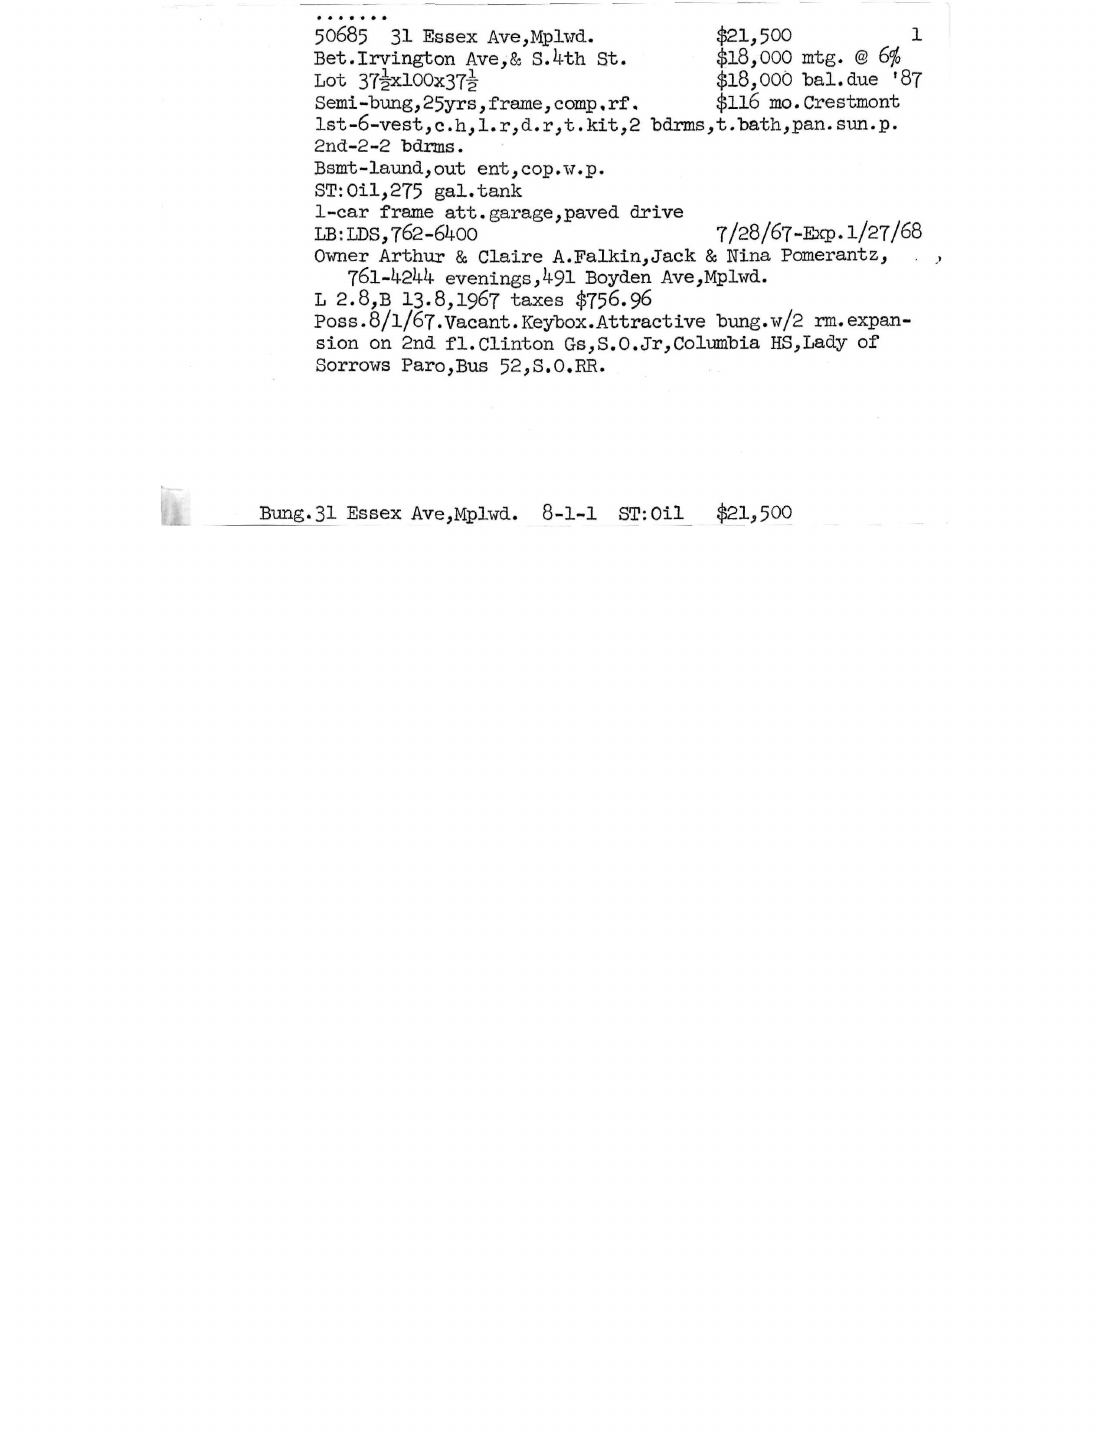 .......
50685 31 Essex Ave,Mplwd. $21,500 1
Bet.Irvington Ave,& S.4th St. $18,000 mtg. @ 6%
Lot 37½x100x37½ $18,000 bal.due '87
Semi-bung,25yrs,frame,comp.rf. $116 mo.Crestmont
1st-6-vest,c.h,l.r,d.r,t.kit,2 bdrms,t.bath,pan.sun.p.
2nd-2-2 bdrms.
Bsmt-laund,out ent,cop.w.p.
ST:Oil,275 gal.tank
1-car frame att.garage,paved drive
LB:LDS,762-6400 7/28/67-Exp.1/27/68
Owner Arthur & Claire A.Falkin,Jack & Nina Pomerantz,
761-4244 evenings,491 Boyden Ave,Mplwd.
L 2.8,B 13.8,1967 taxes $756.96
Poss.8/1/67.Vacant.Keybox.Attractive bung.w/2 rm.expan-
sion on 2nd fl.Clinton Gs,S.O.Jr,Columbia HS,Lady of
Sorrows Paro,Bus 52,S.O.RR.
Bung.31 Essex Ave,Mplwd. 8-1-1 ST:Oil $21,500